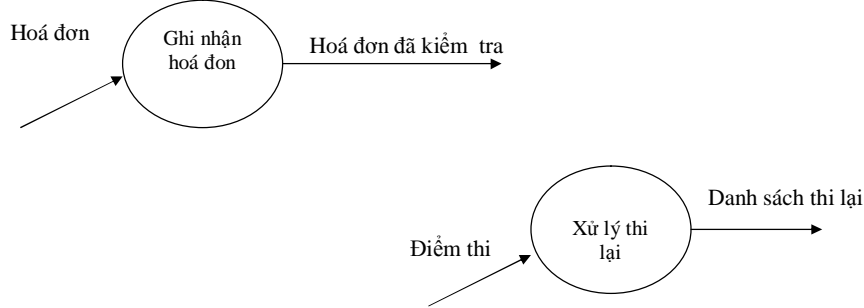 Hoá đơn
Ghi nhận
hoá đon
Hoá đơn đã kiểm tra
Danh sách thi lại
Xử lý thi
lại
Điểm thi